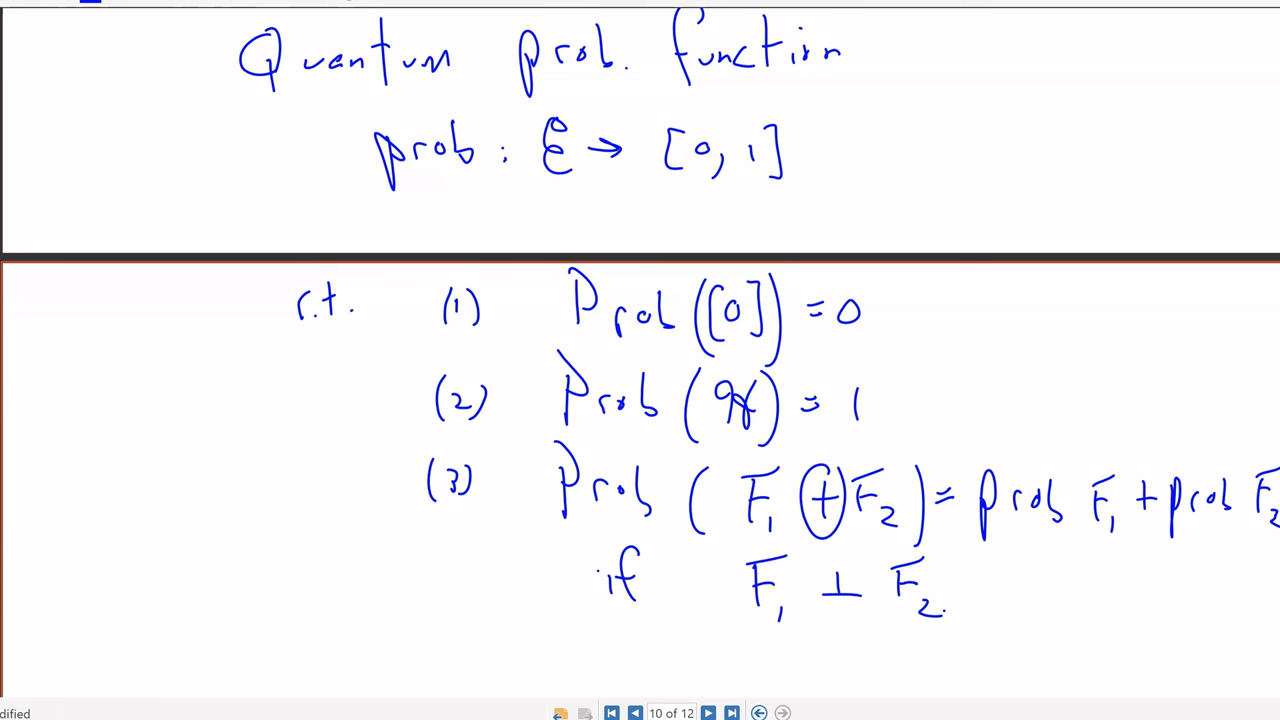 Quantum prob. function
prob : ℰ → [0, 1]
s.t. (1) Prob([0]) = 0
(2) Prob(ℋ) = 1
(3) Prob(F₁ ⊕ F₂) = prob F₁ + prob F₂
if F₁ ⊥ F₂.
dified
10 of 12